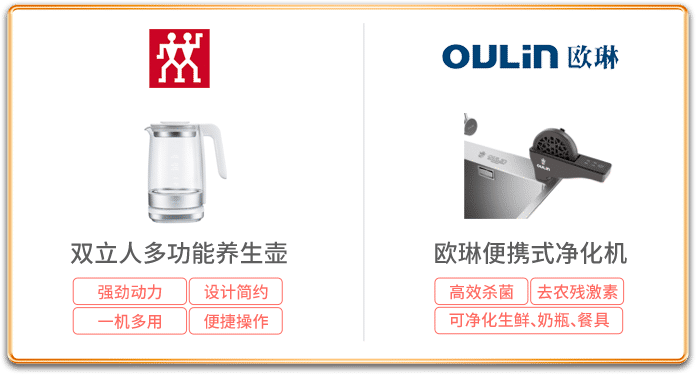 OULIN 欧琳
OULIN
双立人多功能养生壶
强劲动力
设计简约
一机多用
便捷操作
欧琳便携式净化机
高效杀菌
去农残激素
可净化生鲜、奶瓶、餐具